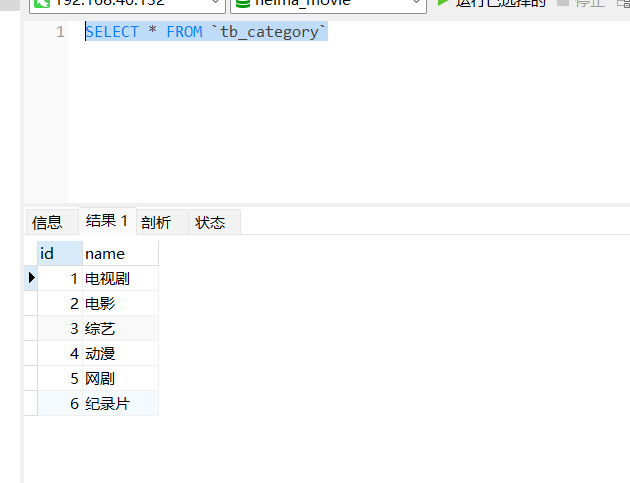 192.168.40.132 heima_movie 运行已选择的 停止
1 SELECT * FROM `tb_category`
信息 结果 1 剖析 状态
id name
1 电视剧
2 电影
3 综艺
4 动漫
5 网剧
6 纪录片